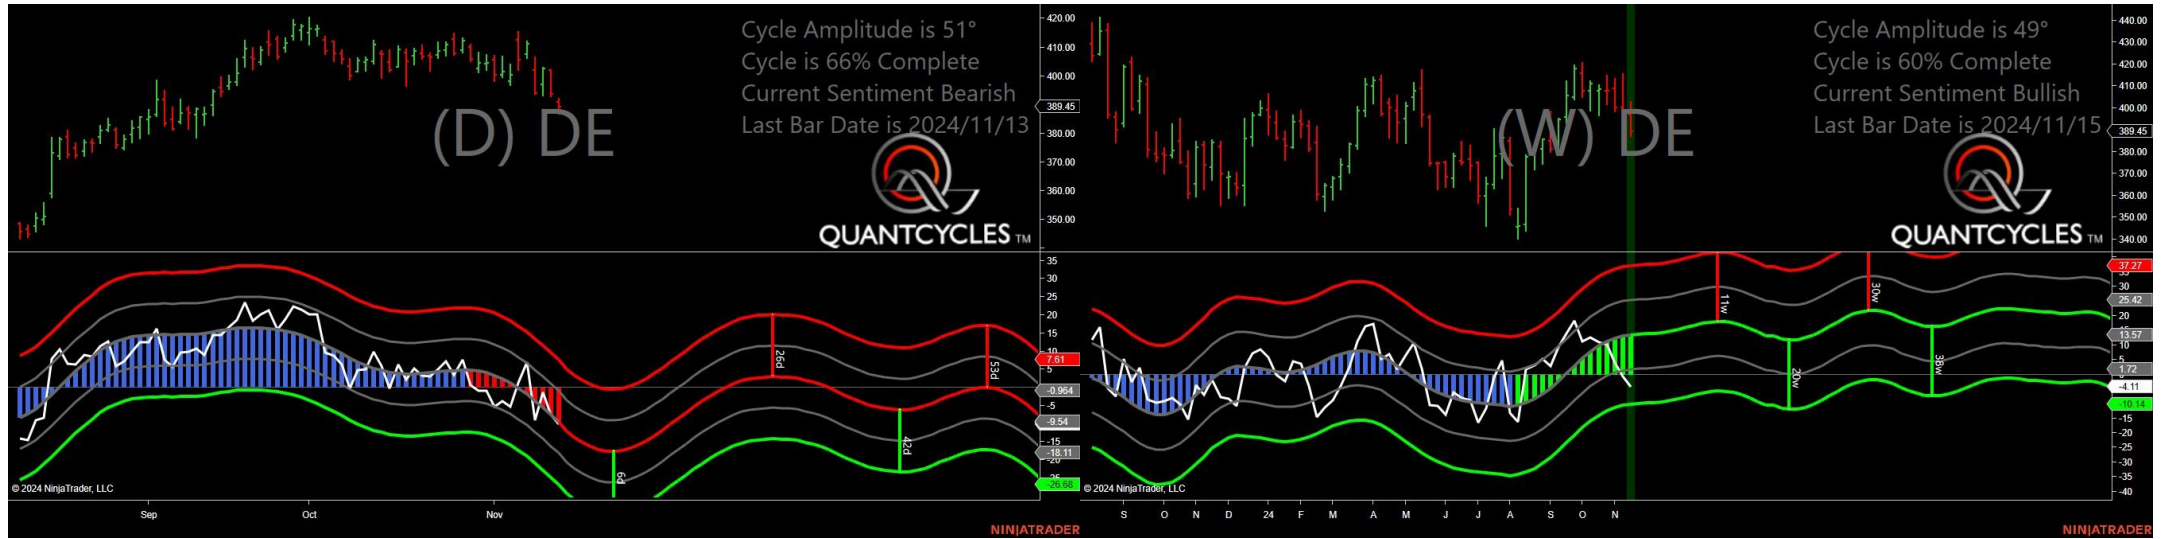 Cycle Amplitude is 51°
Cycle is 66% Complete
Current Sentiment Bearish
Last Bar Date is 2024/11/13
(D) DE
QUANTCYCLES TM
420.00
410.00
400.00
389.45
380.00
370.00
360.00
350.00
35
30
25
20
15
10
7.61
5
-0.964
-5
-9.54
-15
-18.11
-20
-26.68
26d
53d
42d
6d
© 2024 NinjaTrader, LLC
Sep
Oct
Nov
NINJATRADER
Cycle Amplitude is 49°
Cycle is 60% Complete
Current Sentiment Bullish
Last Bar Date is 2024/11/15
(W) DE
QUANTCYCLES TM
440.00
430.00
420.00
410.00
400.00
389.45
380.00
370.00
360.00
350.00
340.00
37.27
30
25.42
20
13.57
10
5
1.72
-4.11
-10.14
-15
-20
-25
-30
-35
-40
11w
30w
20w
38w
© 2024 NinjaTrader, LLC
S O N D 24 F M A M J J A S O N
NINJATRADER